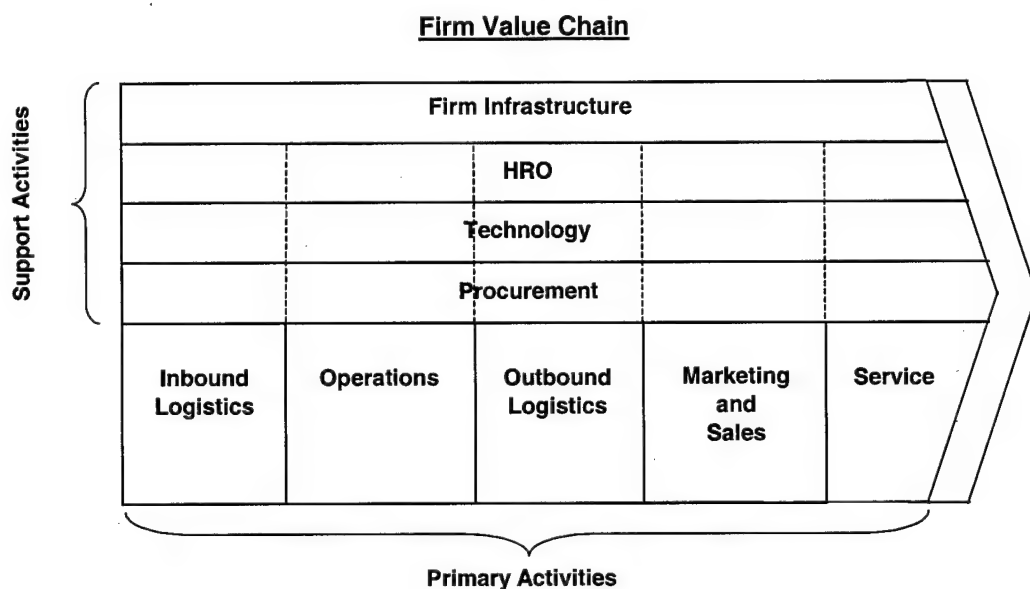 Firm Value Chain
Support Activities
Firm Infrastructure
HRO
Technology
Procurement
Inbound
Logistics
Operations
Outbound
Logistics
Marketing
and
Sales
Service
Primary Activities